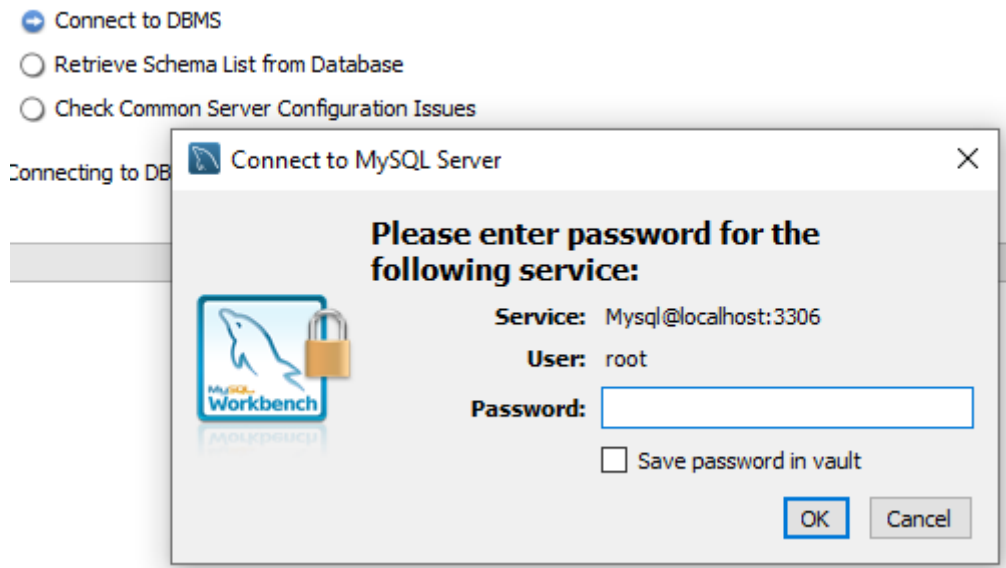 Connect to DBMS
Retrieve Schema List from Database
Check Common Server Configuration Issues
Connecting to DB
Connect to MySQL Server
Please enter password for the
following service:
Service: Mysql@localhost:3306
User: root
Password:
Save password in vault
OK Cancel
MySQL
Workbench